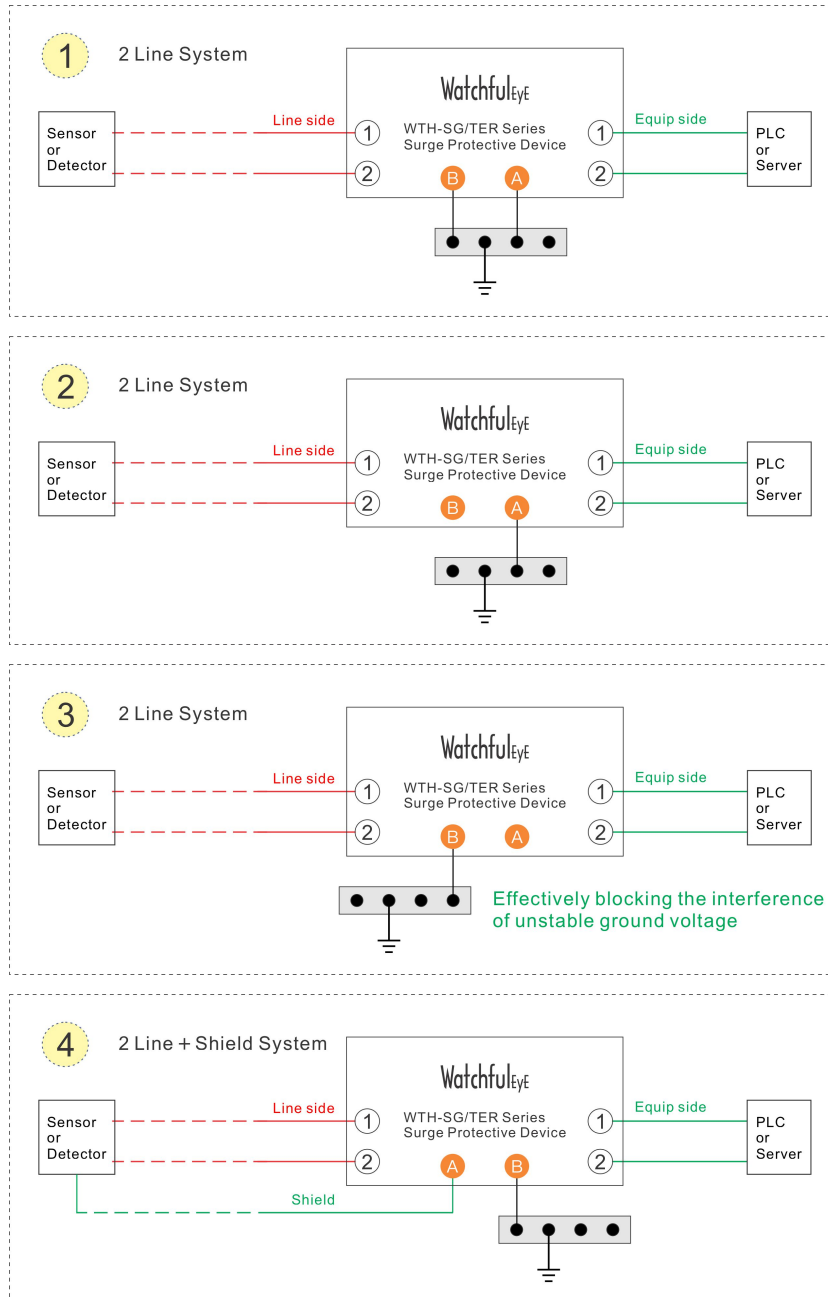 1
2 Line System
WatchfulEyE
Sensor
or
Detector
Line side
1
2
WTH-SG/TER Series
Surge Protective Device
B
A
1
2
Equip side
PLC
or
Server
2
2 Line System
WatchfulEyE
Sensor
or
Detector
Line side
1
2
WTH-SG/TER Series
Surge Protective Device
B
A
1
2
Equip side
PLC
or
Server
3
2 Line System
WatchfulEyE
Sensor
or
Detector
Line side
1
2
WTH-SG/TER Series
Surge Protective Device
B
A
1
2
Equip side
PLC
or
Server
Effectively blocking the interference
of unstable ground voltage
4
2 Line + Shield System
WatchfulEyE
Sensor
or
Detector
Line side
1
2
WTH-SG/TER Series
Surge Protective Device
A
B
1
2
Equip side
PLC
or
Server
Shield